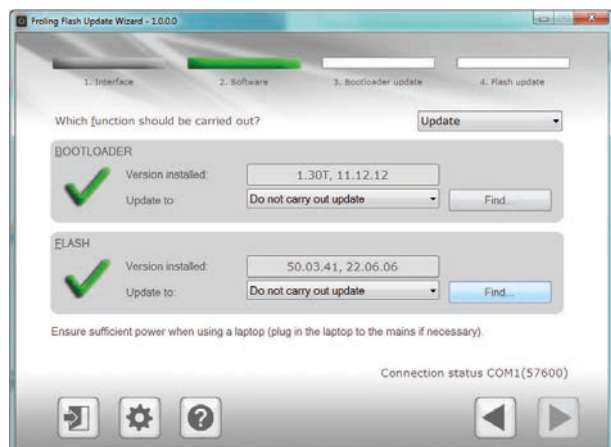 Froling Flash Update Wizard - 1.0.0.0
1. Interface 2. Software 3. Bootloader update 4. Flash update
Which function should be carried out? Update
BOOTLOADER
Version installed: 1.30T, 11.12.12
Update to: Do not carry out update Find...
FLASH
Version installed: 50.03.41, 22.06.06
Update to: Do not carry out update Find...
Ensure sufficient power when using a laptop (plug in the laptop to the mains if necessary).
Connection status COM1(57600)